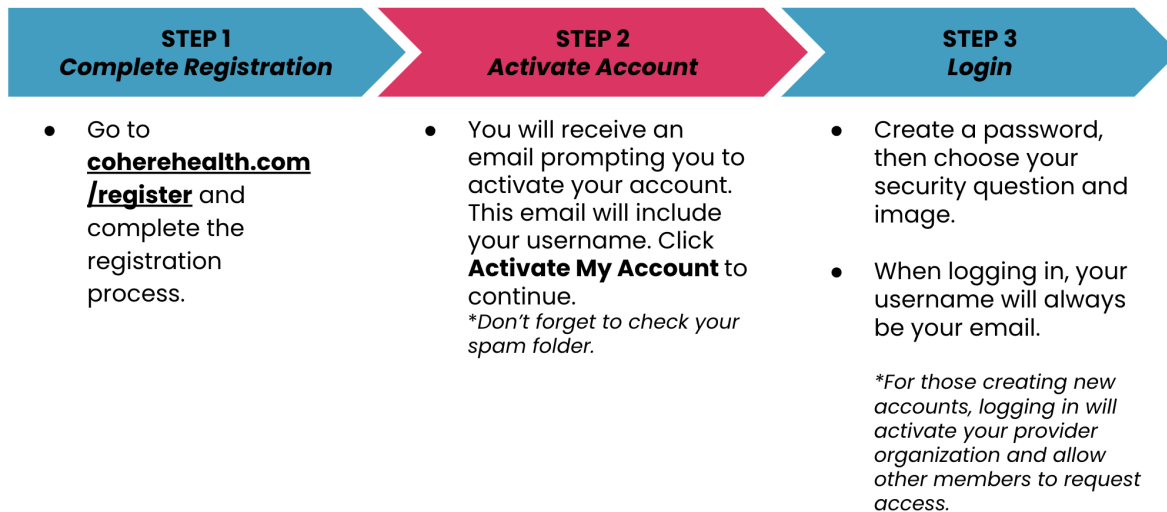 STEP 1
Complete Registration
● Go to
coherehealth.com
/register and
complete the
registration
process.
STEP 2
Activate Account
● You will receive an
email prompting you to
activate your account.
This email will include
your username. Click
Activate My Account to
continue.
*Don’t forget to check your
spam folder.
STEP 3
Login
● Create a password,
then choose your
security question and
image.
● When logging in, your
username will always
be your email.
*For those creating new
accounts, logging in will
activate your provider
organization and allow
other members to request
access.